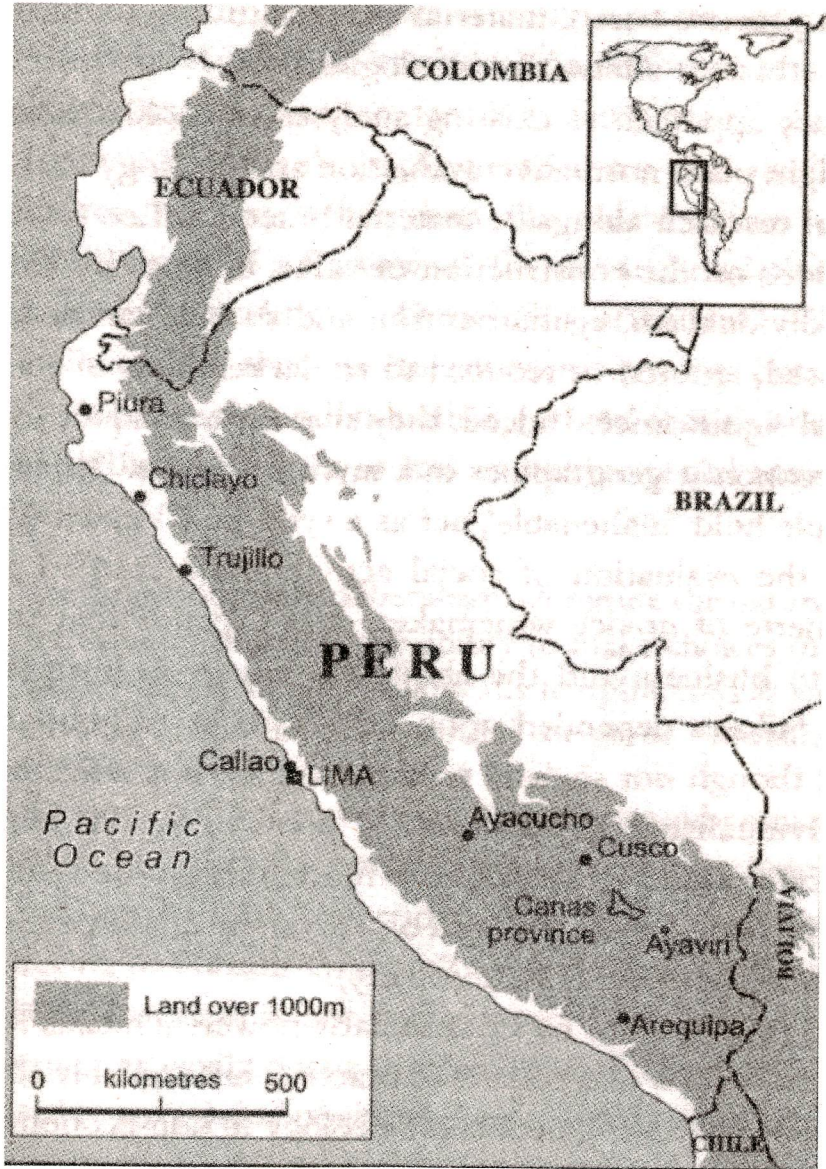 COLOMBIA
ECUADOR
Piura
Chiclayo
Trujillo
BRAZIL
PERU
Callao
LIMA
Pacific
Ocean
Ayacucho
Cusco
Canas
province
Ayaviri
BOLIVIA
Arequipa
CHILE
Land over 1000m
0 kilometres 500